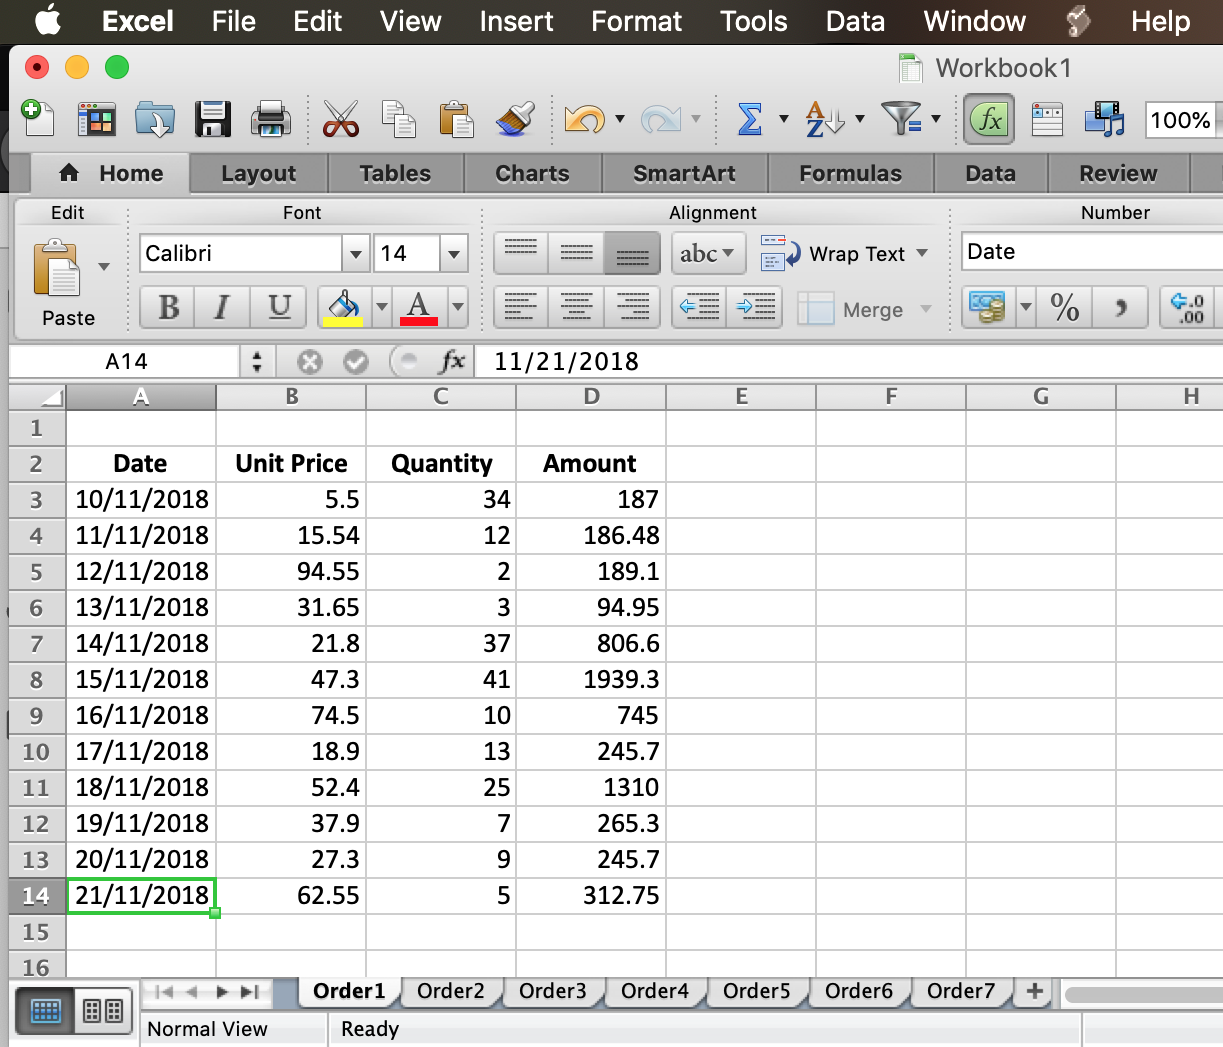 Excel File Edit View Insert Format Tools Data Window Help
Workbook1
A Z fx 100%
Home Layout Tables Charts SmartArt Formulas Data Review
Edit Font Alignment Number
Calibri 14 abc Wrap Text Date
Paste B I U A Merge % , .0 .00
A14 fx 11/21/2018
A B C D E F G H
1
2 Date Unit Price Quantity Amount
3 10/11/2018 5.5 34 187
4 11/11/2018 15.54 12 186.48
5 12/11/2018 94.55 2 189.1
6 13/11/2018 31.65 3 94.95
7 14/11/2018 21.8 37 806.6
8 15/11/2018 47.3 41 1939.3
9 16/11/2018 74.5 10 745
10 17/11/2018 18.9 13 245.7
11 18/11/2018 52.4 25 1310
12 19/11/2018 37.9 7 265.3
13 20/11/2018 27.3 9 245.7
14 21/11/2018 62.55 5 312.75
15
16
Order1 Order2 Order3 Order4 Order5 Order6 Order7 +
Normal View Ready